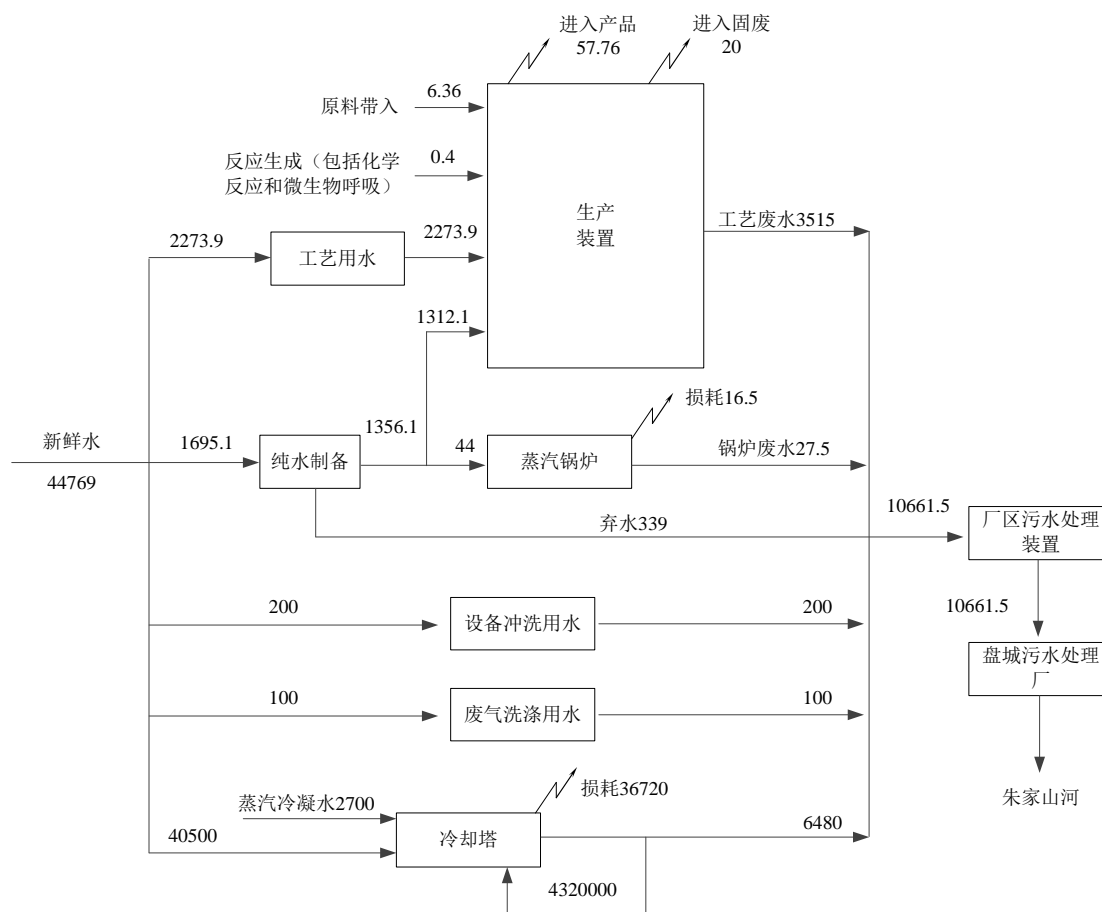 进入产品
57.76
进入固废
20
原料带入
6.36
反应生成（包括化学
反应和微生物呼吸）
0.4
生产
装置
工艺废水3515
2273.9
工艺用水
2273.9
1312.1
损耗16.5
新鲜水
44769
1695.1
纯水制备
1356.1
44
蒸汽锅炉
锅炉废水27.5
弃水339
10661.5
厂区污水处理
装置
200
设备冲洗用水
200
10661.5
盘城污水处理
厂
100
废气洗涤用水
100
蒸汽冷凝水2700
损耗36720
朱家山河
40500
冷却塔
6480
4320000